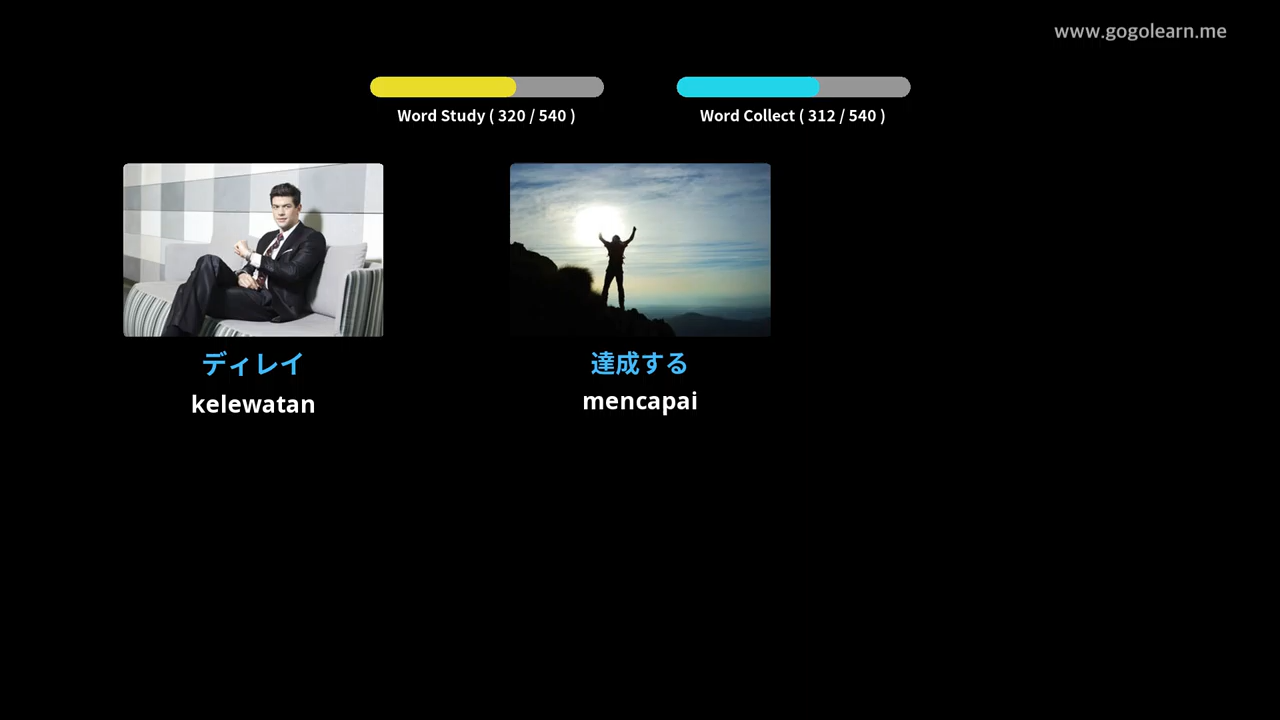 www.gogolearn.me
Word Study ( 320 / 540 )
Word Collect ( 312 / 540 )
ディレイ
kelewatan
達成する
mencapai